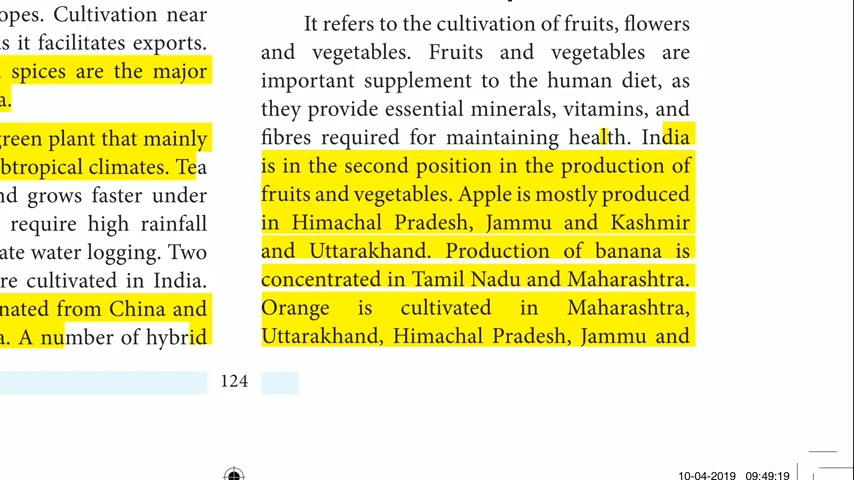 opes. Cultivation near
s it facilitates exports.
spices are the major
a.
green plant that mainly
btropical climates. Tea
nd grows faster under
require high rainfall
ate water logging. Two
re cultivated in India.
nated from China and
a. A number of hybrid
It refers to the cultivation of fruits, flowers
and vegetables. Fruits and vegetables are
important supplement to the human diet, as
they provide essential minerals, vitamins, and
fibres required for maintaining health. India
is in the second position in the production of
fruits and vegetables. Apple is mostly produced
in Himachal Pradesh, Jammu and Kashmir
and Uttarakhand. Production of banana is
concentrated in Tamil Nadu and Maharashtra.
Orange is cultivated in Maharashtra,
Uttarakhand, Himachal Pradesh, Jammu and
124
10-04-2019 09:49:19